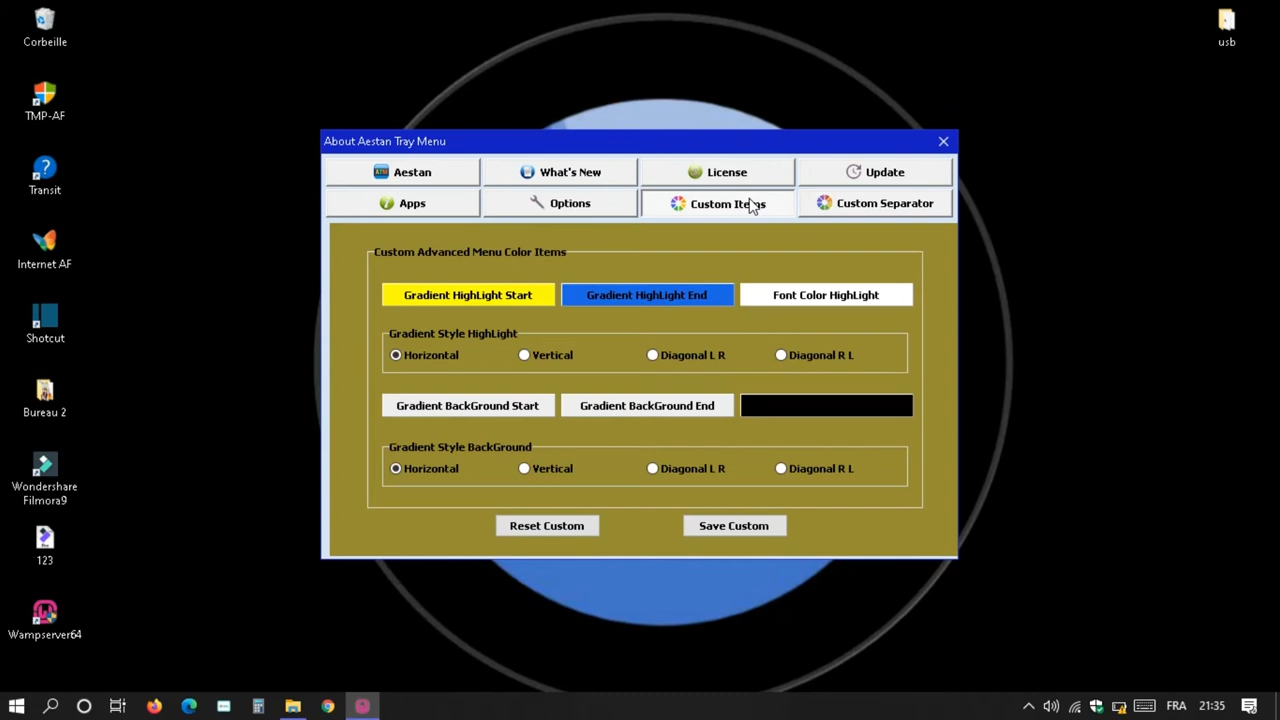 Corbeille
usb
TMP-AF
Transit
Internet AF
Shotcut
Bureau 2
Wondershare
Filmora9
123
Wampserver64
About Aestan Tray Menu
Aestan
What's New
License
Update
Apps
Options
Custom Items
Custom Separator
Custom Advanced Menu Color Items
Gradient HighLight Start
Gradient HighLight End
Font Color HighLight
Gradient Style HighLight
Horizontal
Vertical
Diagonal L R
Diagonal R L
Gradient BackGround Start
Gradient BackGround End
Gradient Style BackGround
Horizontal
Vertical
Diagonal L R
Diagonal R L
Reset Custom
Save Custom
FRA
21:35